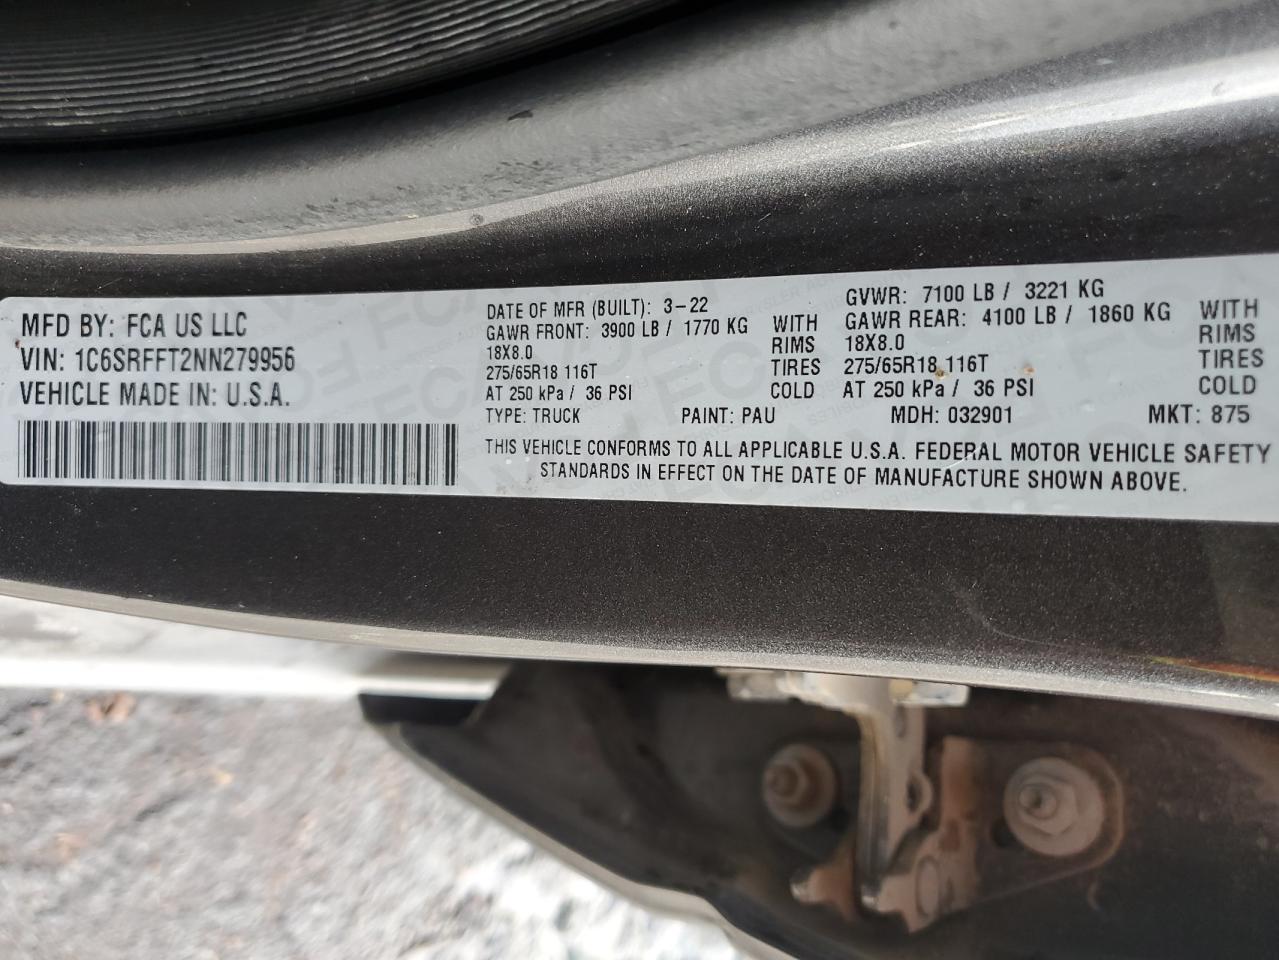 MFD BY: FCA US LLC
VIN: 1C6SRFFT2NN279956
VEHICLE MADE IN: U.S.A.
DATE OF MFR (BUILT): 3-22
GAWR FRONT: 3900 LB / 1770 KG WITH
18X8.0 RIMS
275/65R18 116T TIRES
AT 250 kPa / 36 PSI COLD
GVWR: 7100 LB / 3221 KG
GAWR REAR: 4100 LB / 1860 KG WITH
18X8.0 RIMS
275/65R18 116T TIRES
AT 250 kPa / 36 PSI COLD
TYPE: TRUCK PAINT: PAU MDH: 032901 MKT: 875
THIS VEHICLE CONFORMS TO ALL APPLICABLE U.S.A. FEDERAL MOTOR VEHICLE SAFETY
STANDARDS IN EFFECT ON THE DATE OF MANUFACTURE SHOWN ABOVE.